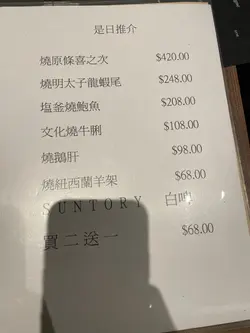 是日推介
燒原條喜之次 $420.00
燒明太子龍蝦尾 $248.00
塩釜燒鮑魚 $208.00
文化燒牛脷 $108.00
燒鵝肝 $98.00
燒紐西蘭羊架 $68.00
SUNTORY 白啤
買二送一 $68.00